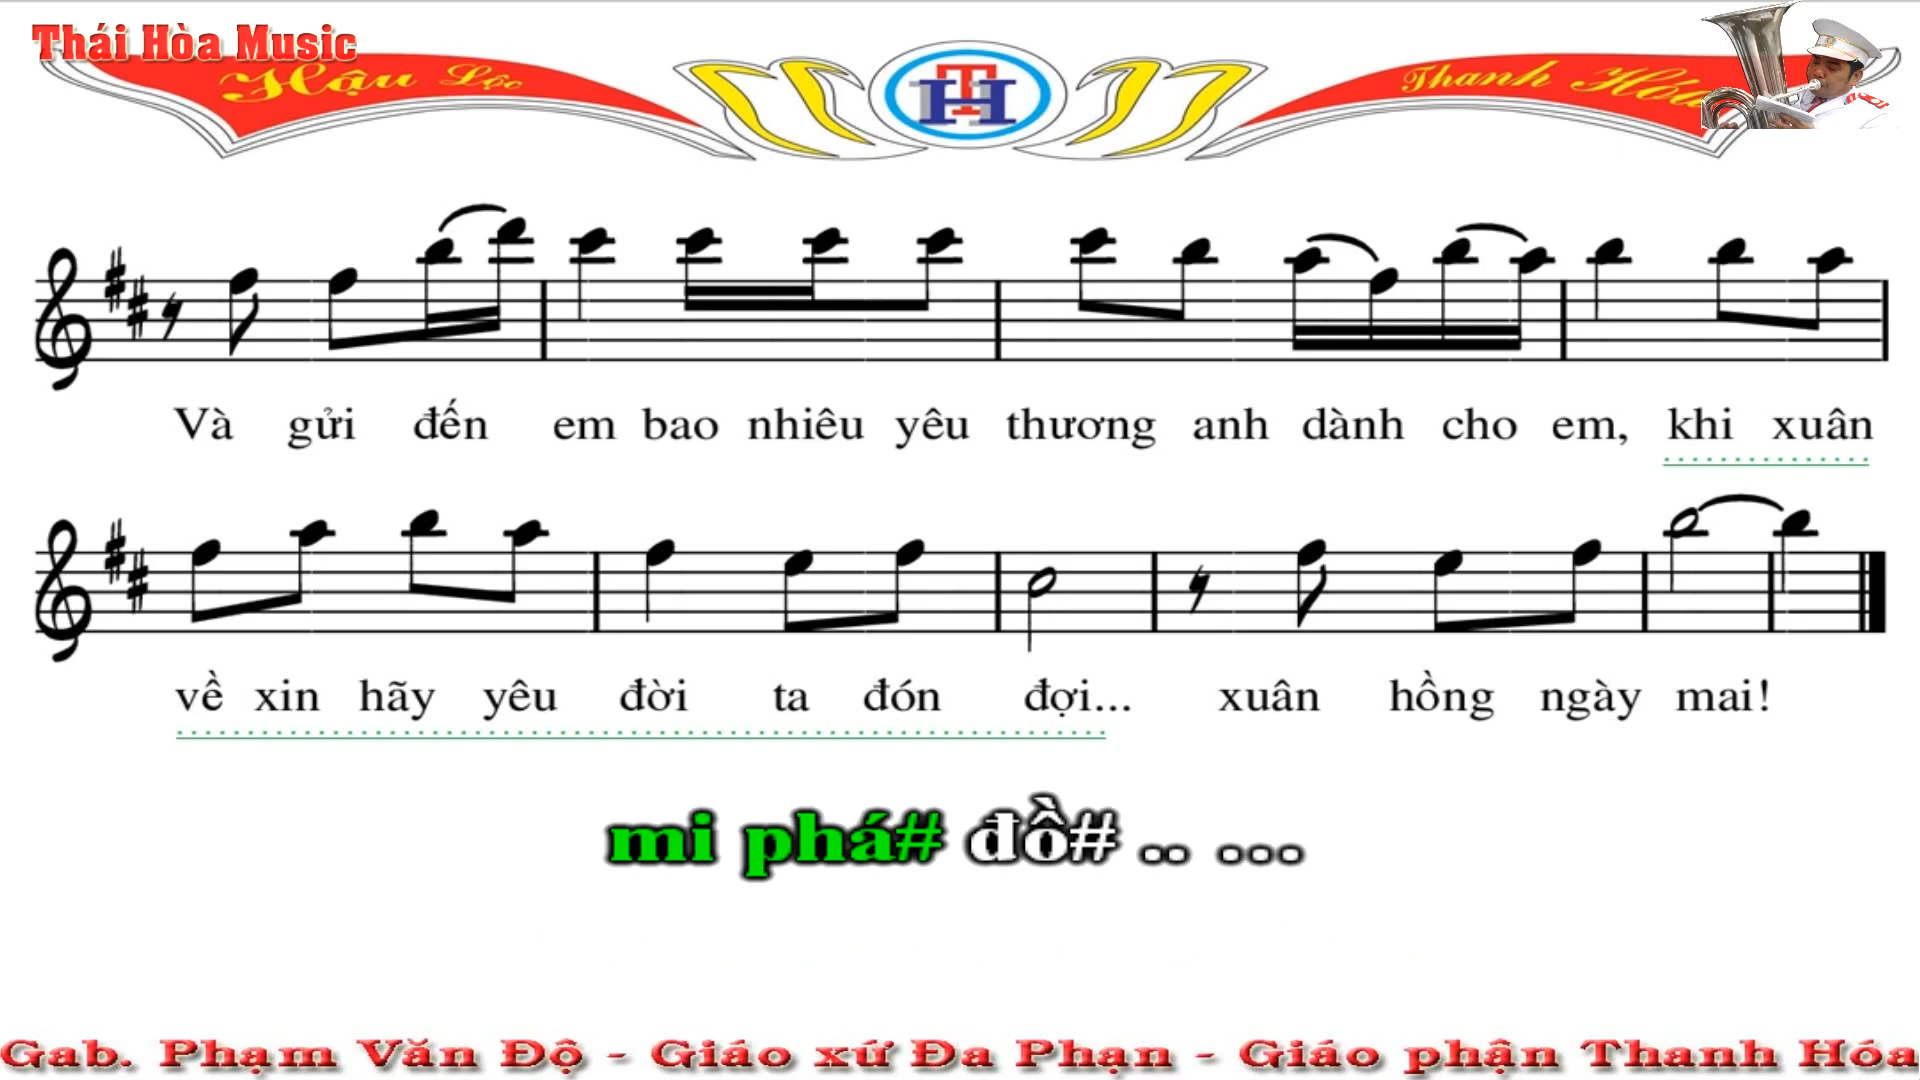 Thái Hòa Music
Hậu Lộc
TH
Thanh Hóa
Và gửi đến em bao nhiêu yêu thương anh dành cho em, khi xuân
về xin hãy yêu đời ta đón đợi... xuân hồng ngày mai!
mi phá# đồ# .. ...
Gab. Phạm Văn Độ - Giáo xứ Đa Phạn - Giáo phận Thanh Hóa